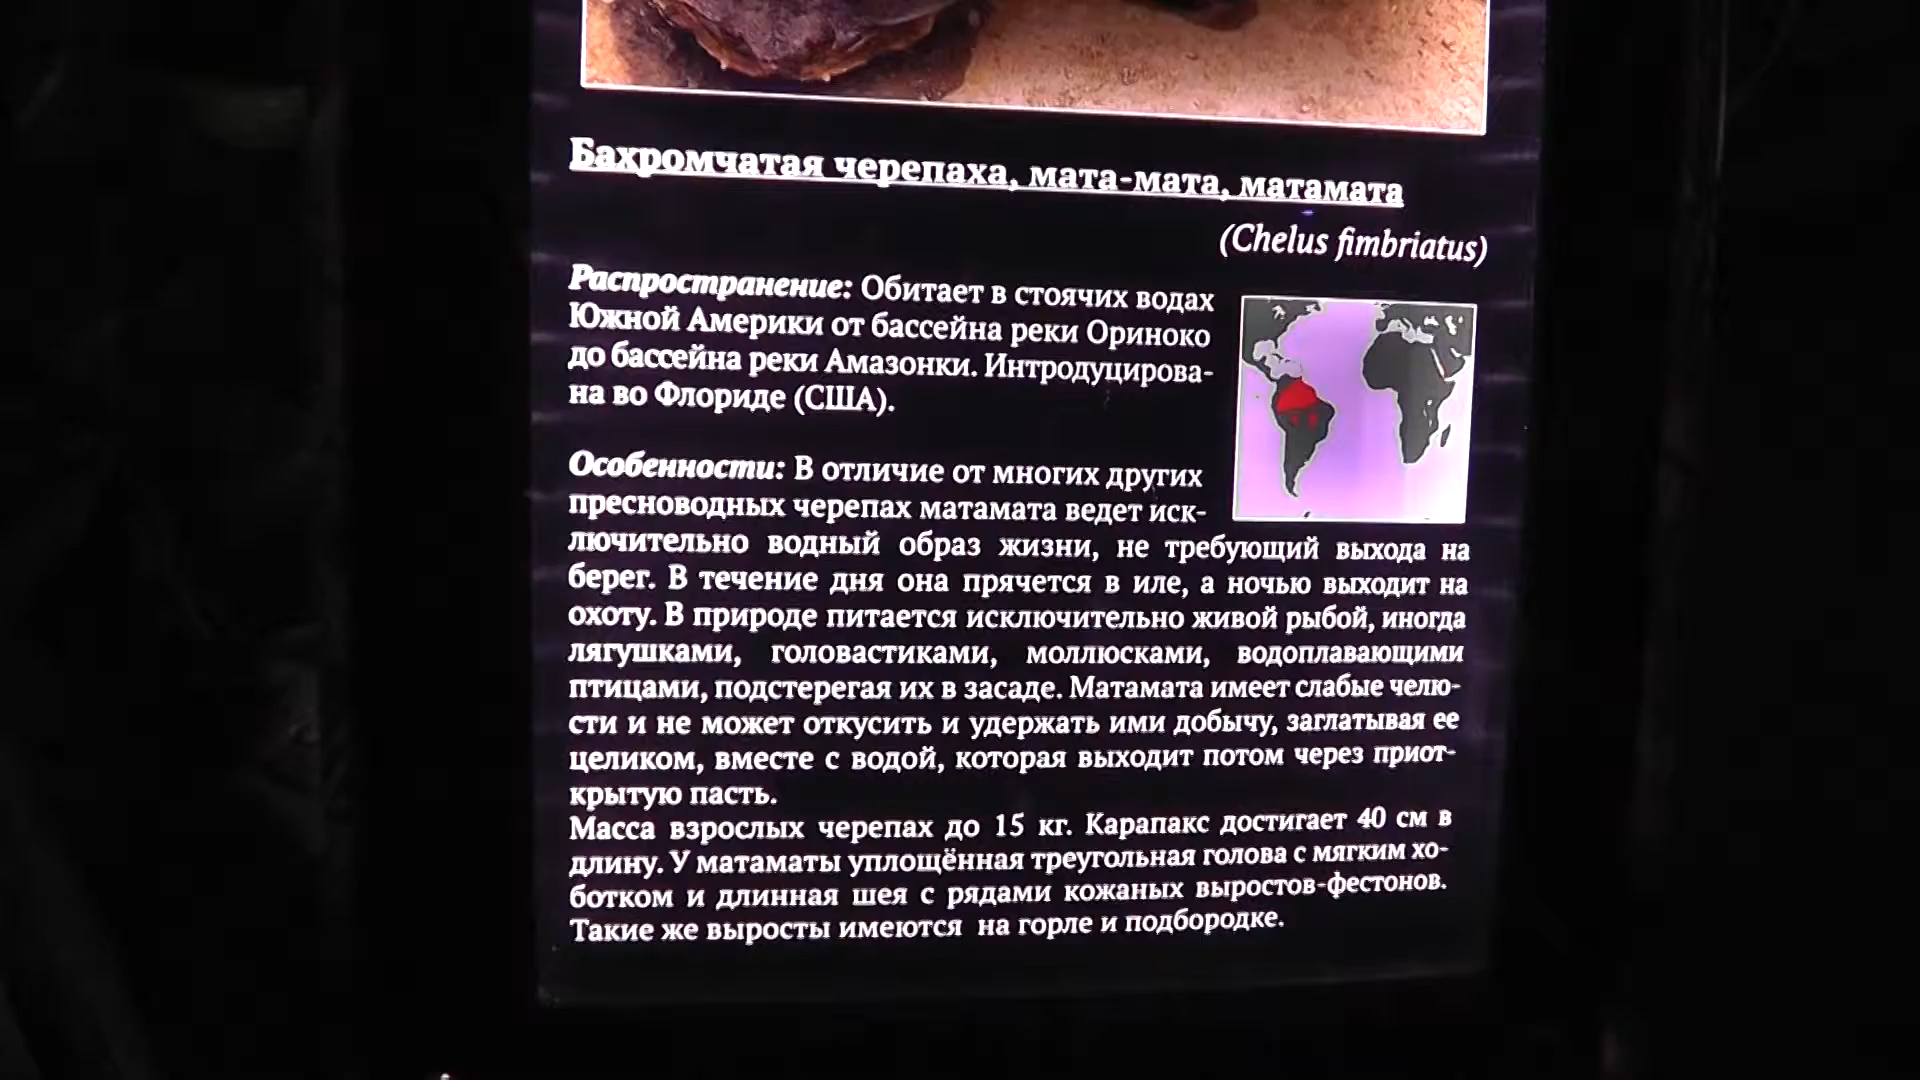 Бахромчатая черепаха, мата-мата, матамата
(Chelus fimbriatus)
Распространение: Обитает в стоячих водах
Южной Америки от бассейна реки Ориноко
до бассейна реки Амазонки. Интродуцирова-
на во Флориде (США).
Особенности: В отличие от многих других
пресноводных черепах матамата ведет иск-
лючительно водный образ жизни, не требующий выхода на
берег. В течение дня она прячется в иле, а ночью выходит на
охоту. В природе питается исключительно живой рыбой, иногда
лягушками, головастиками, моллюсками, водоплавающими
птицами, подстерегая их в засаде. Матамата имеет слабые челю-
сти и не может откусить и удержать ими добычу, заглатывая ее
целиком, вместе с водой, которая выходит потом через приот-
крытую пасть.
Масса взрослых черепах до 15 кг. Карапакс достигает 40 см в
длину. У матаматы уплощённая треугольная голова с мягким хо-
ботком и длинная шея с рядами кожаных выростов-фестонов.
Такие же выросты имеются на горле и подбородке.